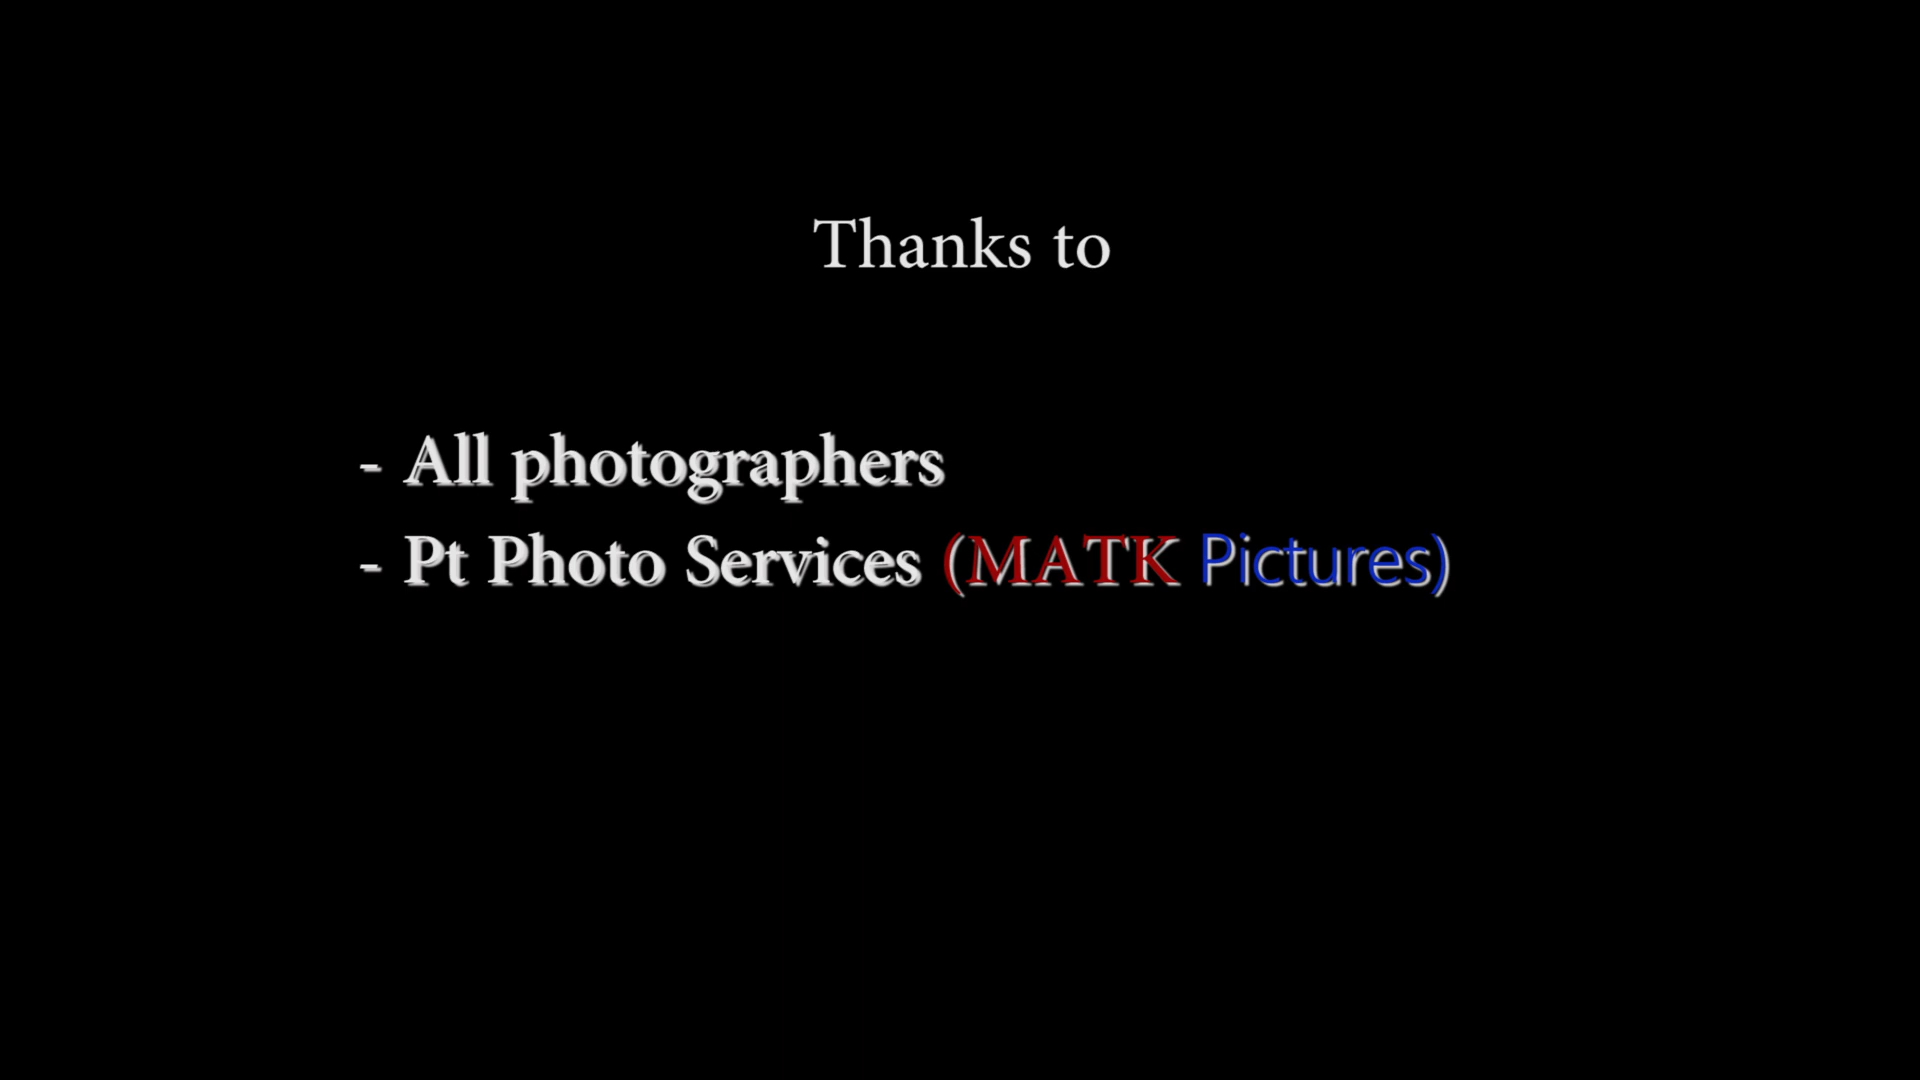 Thanks to
- All photographers
- Pt Photo Services (MATK Pictures)